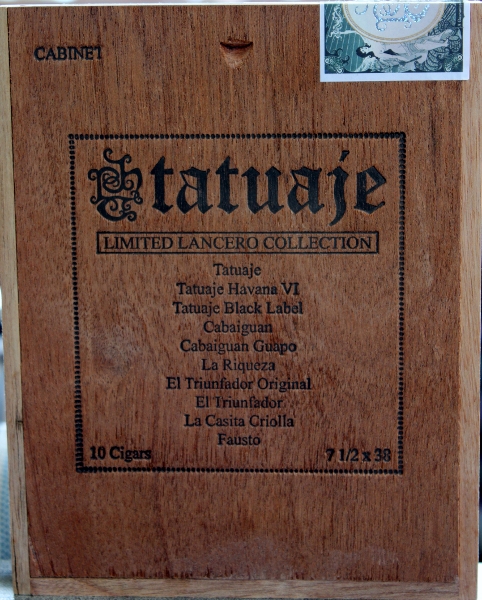 CABINET
tatuaje
LIMITED LANCERO COLLECTION
Tatuaje
Tatuaje Havana VI
Tatuaje Black Label
Cabaiguan
Cabaiguan Guapo
La Riqueza
El Triunfador Original
El Triunfador
La Casita Criolla
Fausto
10 Cigars 7 1/2 x 38